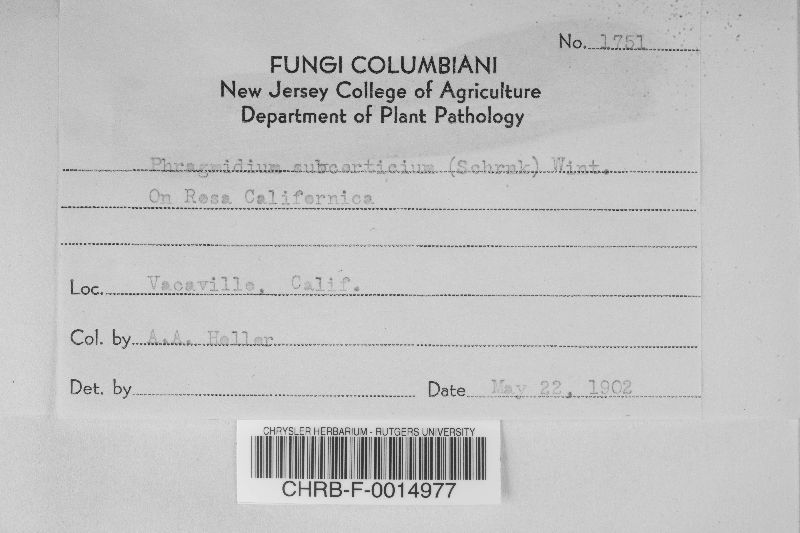 No. 1751
FUNGI COLUMBIANI
New Jersey College of Agriculture
Department of Plant Pathology
Phragmidium subcorticium (Schrnk) Wint.
On Rosa Californica
Loc. Vacaville, Calif.
Col. by A.A. Heller
Det. by
Date May 22, 1902
CHRYSLER HERBARIUM - RUTGERS UNIVERSITY
CHRB-F-0014977